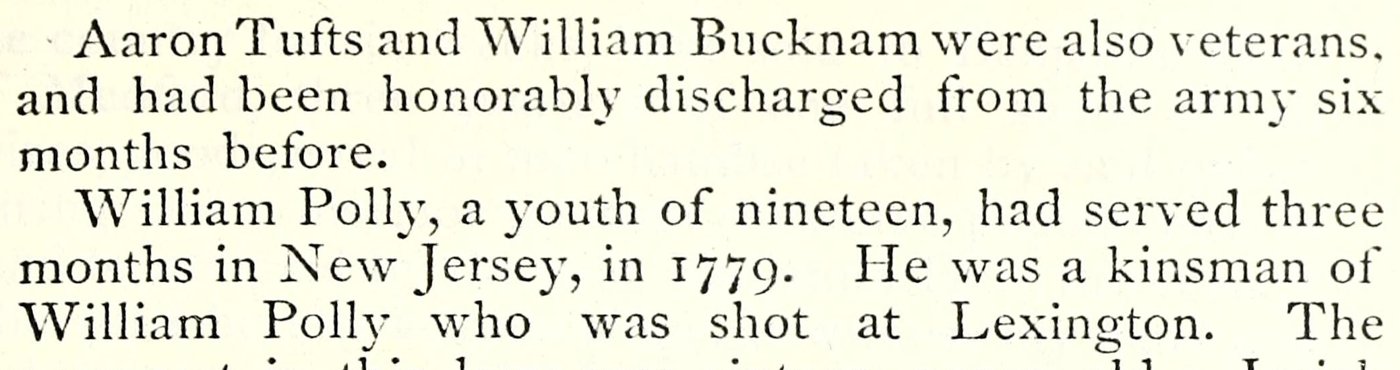 Aaron Tufts and William Bucknam were also veterans,
and had been honorably discharged from the army six
months before.
William Polly, a youth of nineteen, had served three
months in New Jersey, in 1779. He was a kinsman of
William Polly who was shot at Lexington. The